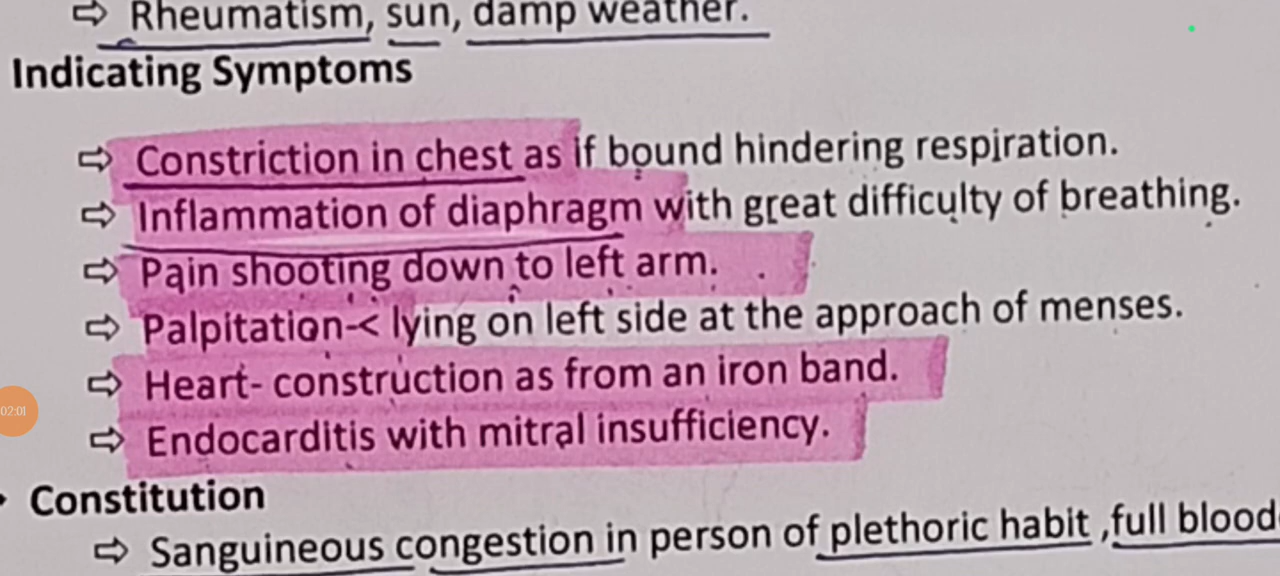 ⇨ Rheumatism, sun, damp weather.
Indicating Symptoms
⇨ Constriction in chest as if bound hindering respiration.
⇨ Inflammation of diaphragm with great difficulty of breathing.
⇨ Pain shooting down to left arm.
⇨ Palpitation-< lying on left side at the approach of menses.
⇨ Heart- construction as from an iron band.
02:01
⇨ Endocarditis with mitral insufficiency.
Constitution
⇨ Sanguineous congestion in person of plethoric habit ,full blood